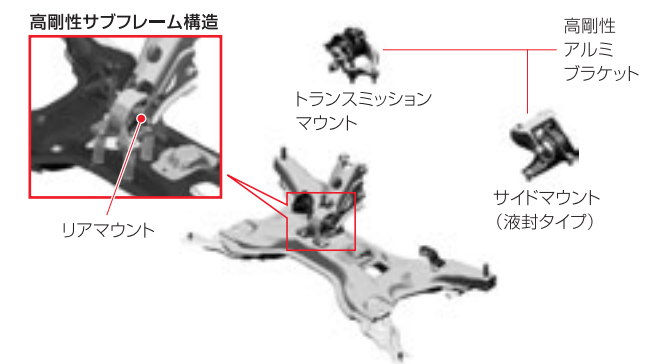 高剛性サブフレーム構造
リアマウント
トランスミッション
マウント
高剛性
アルミ
ブラケット
サイドマウント
（液封タイプ）